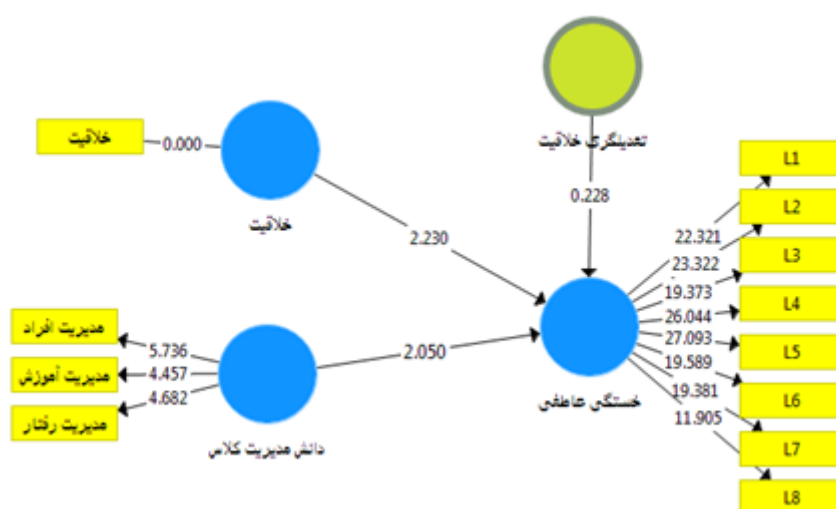 تعدیلگری خلاقیت
خلاقیت
0.000
خلاقیت
0.228
2.230
مدیریت افراد
مدیریت آموزش
مدیریت رفتار
5.736
4.457
4.682
دانش مدیریت کلاس
2.050
خستگی عاطفی
22.321
23.322
19.373
26.044
27.093
19.589
19.381
11.905
L1
L2
L3
L4
L5
L6
L7
L8